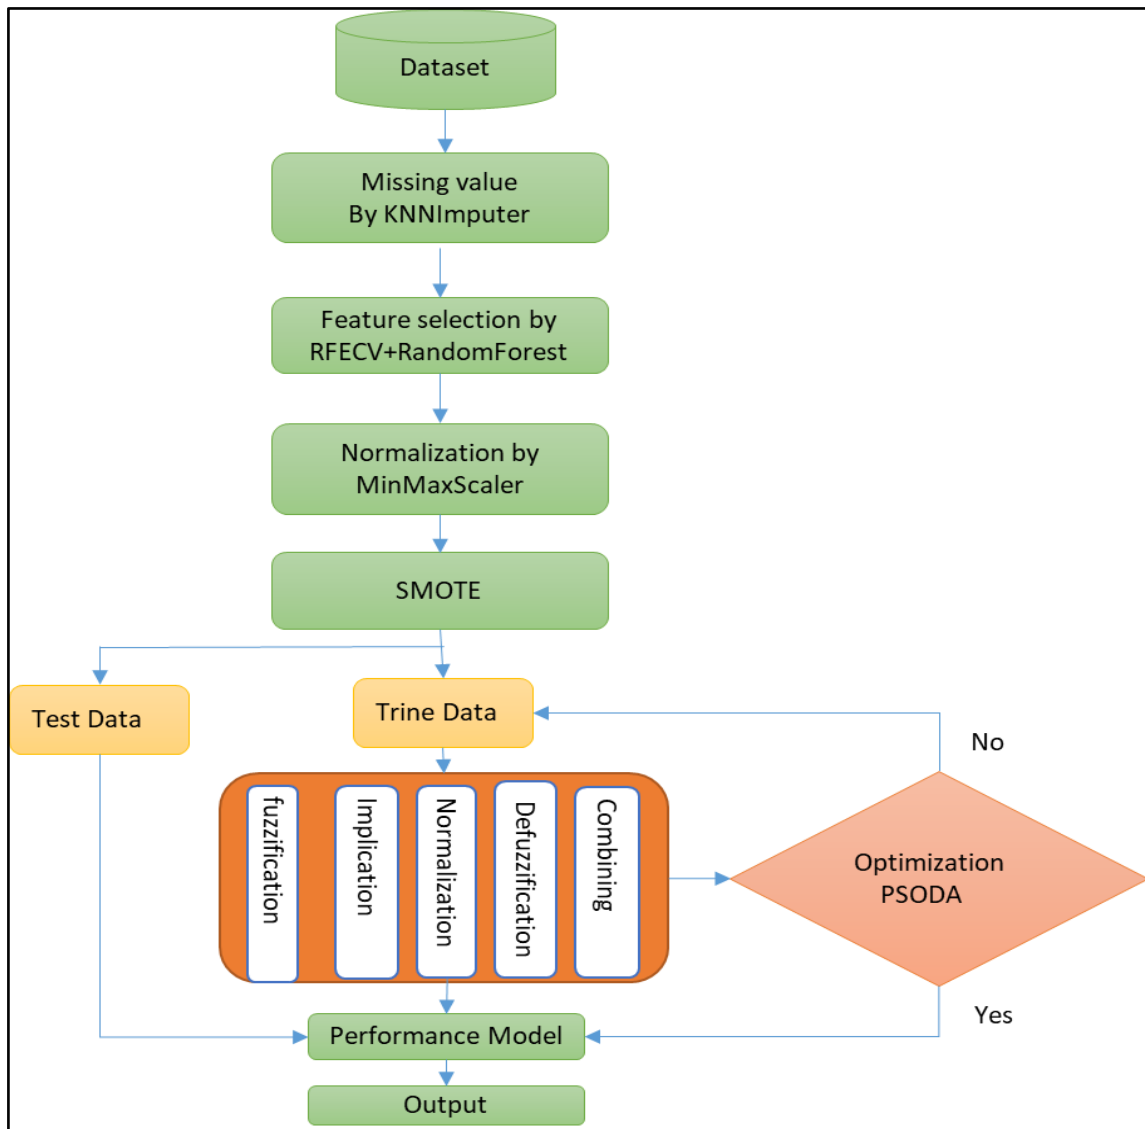 Dataset
Missing value
By KNNImputer
Feature selection by
RFECV+RandomForest
Normalization by
MinMaxScaler
SMOTE
Test Data
Trine Data
No
fuzzification
Implication
Normalization
Defuzzification
Combining
Optimization
PSODA
Yes
Performance Model
Output